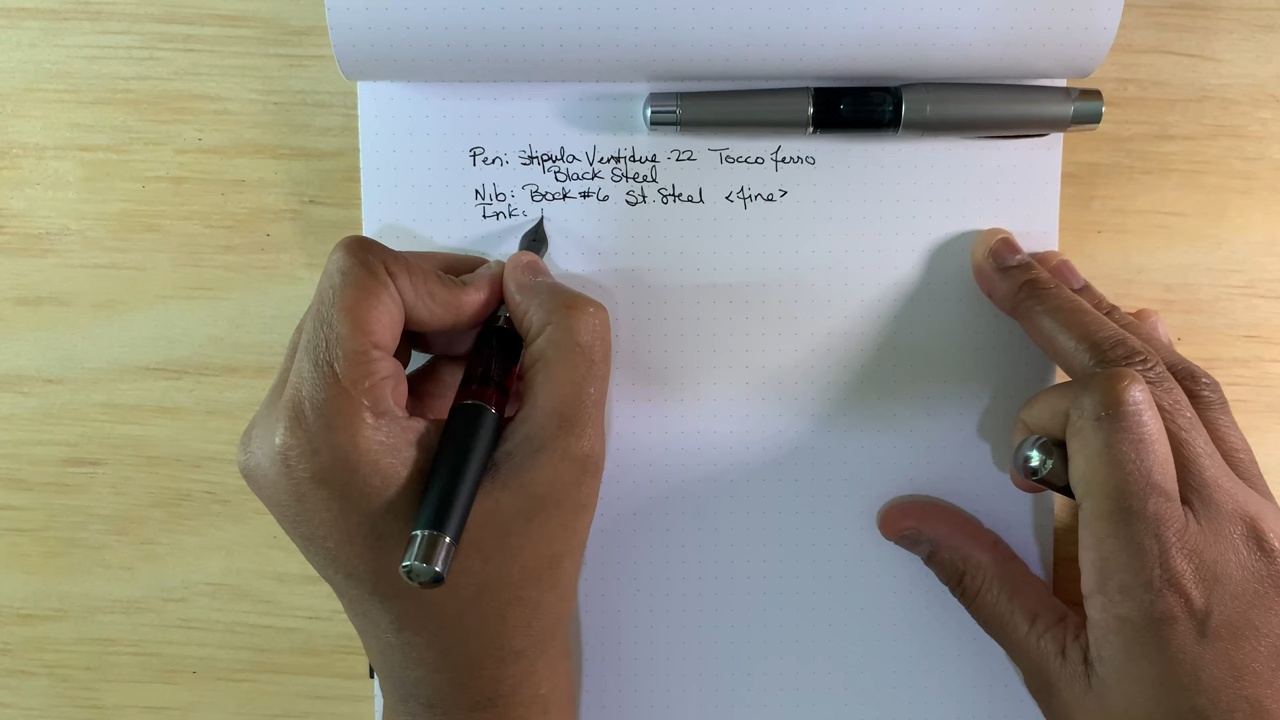 Pen: Stipula Ventidue -22 Tocco ferro
Black Steel
Nib: Bock #6 St. Steel <fine>
Ink: